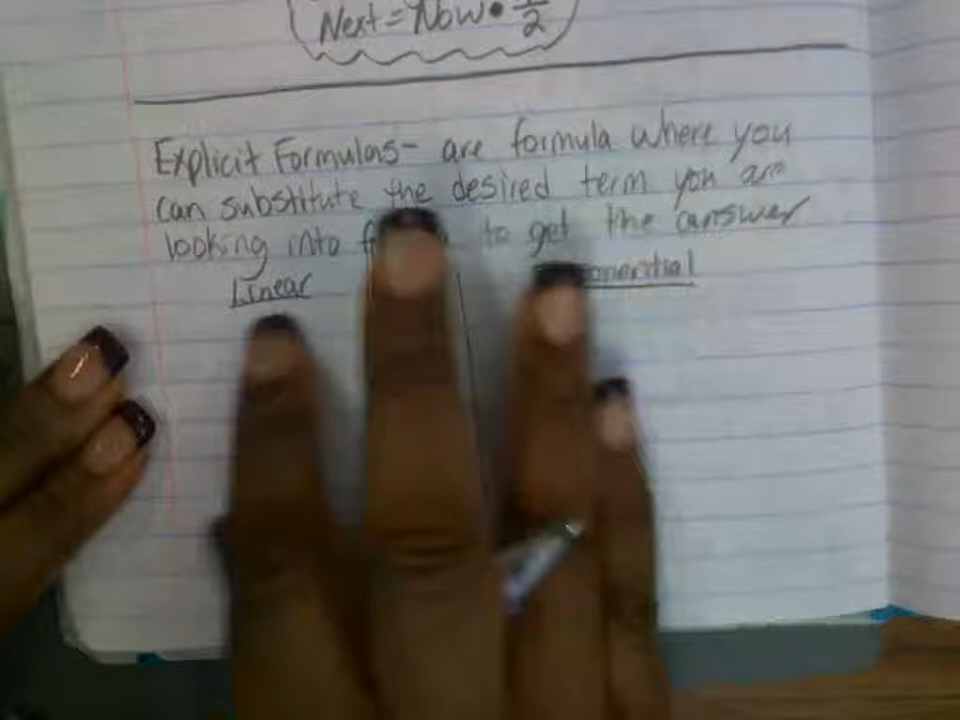 Next = Now • 1/2
Explicit Formulas- are formula where you
can substitute the desired term you are
looking into to get the answer
Linear